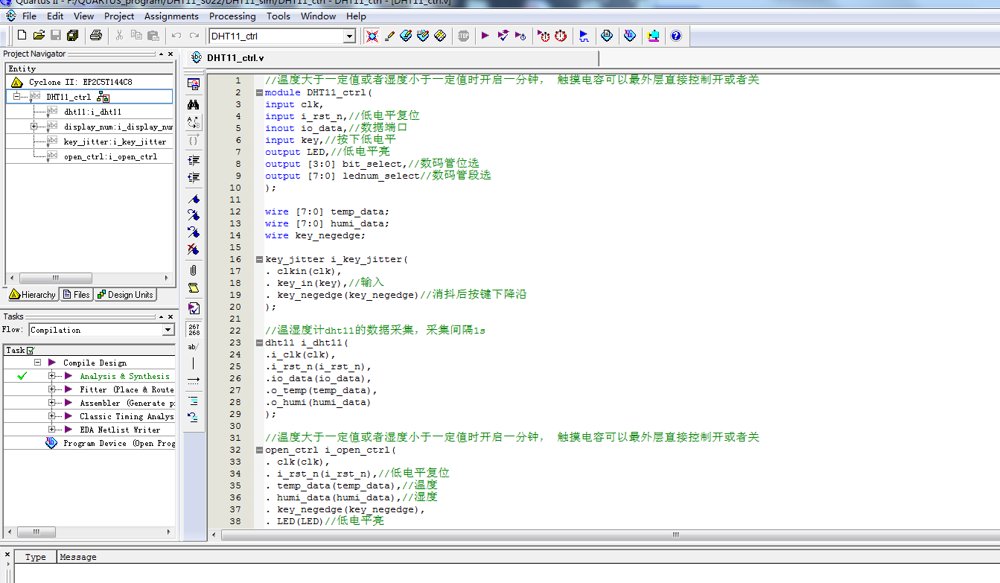 Quartus II - F:/QUARTUS_program/DHT11_S022/DHT11_sim/DHT11_ctrl - DHT11_ctrl - [DHT11_ctrl.v]
File Edit View Project Assignments Processing Tools Window Help
DHT11_ctrl
STOP
Project Navigator
Entity
Cyclone II: EP2C5T144C8
DHT11_ctrl
dht11:i_dht11
display_num:i_display_nu
key_jitter:i_key_jitter
open_ctrl:i_open_ctrl
Hierarchy Files Design Units
Tasks
Flow: Compilation
Task
Compile Design
Analysis & Synthesis
Fitter (Place & Route
Assembler (Generate p
Classic Timing Analys
EDA Netlist Writer
Program Device (Open Prog
DHT11_ctrl.v
267
268
ab/
1 //温度大于一定值或者湿度小于一定值时开启一分钟， 触摸电容可以最外层直接控制开或者关
2 module DHT11_ctrl(
3 input clk,
4 input i_rst_n,//低电平复位
5 inout io_data,//数据端口
6 input key,//按下低电平
7 output LED,//低电平亮
8 output [3:0] bit_select,//数码管位选
9 output [7:0] lednum_select//数码管段选
10 );
11
12 wire [7:0] temp_data;
13 wire [7:0] humi_data;
14 wire key_negedge;
15
16 key_jitter i_key_jitter(
17 . clkin(clk),
18 . key_in(key),//输入
19 . key_negedge(key_negedge)//消抖后按键下降沿
20 );
21
22 //温湿度计dht11的数据采集，采集间隔1s
23 dht11 i_dht11(
24 .i_clk(clk),
25 .i_rst_n(i_rst_n),
26 .io_data(io_data),
27 .o_temp(temp_data),
28 .o_humi(humi_data)
29 );
30
31 //温度大于一定值或者湿度小于一定值时开启一分钟， 触摸电容可以最外层直接控制开或者关
32 open_ctrl i_open_ctrl(
33 . clk(clk),
34 . i_rst_n(i_rst_n),//低电平复位
35 . temp_data(temp_data),//温度
36 . humi_data(humi_data),//湿度
37 . key_negedge(key_negedge),
38 . LED(LED)//低电平亮
Type Message